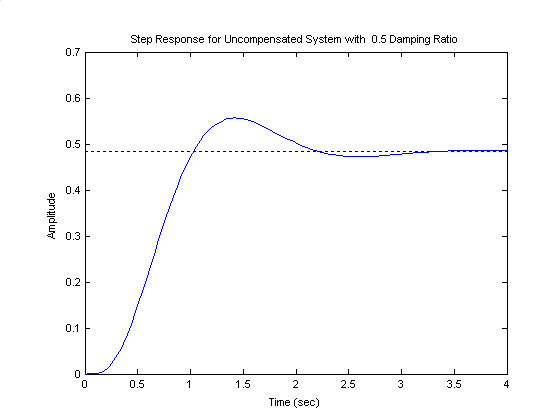 Step Response for Uncompensated System with 0.5 Damping Ratio
0.7
0.6
0.5
0.4
0.3
0.2
0.1
0
Amplitude
0 0.5 1 1.5 2 2.5 3 3.5 4
Time (sec)